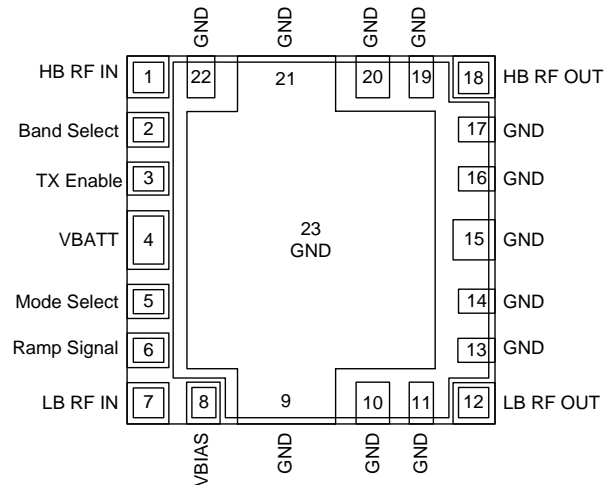 GND
GND
GND
GND
HB RF IN
1
22
21
20
19
18
HB RF OUT
Band Select
2
17
GND
TX Enable
3
16
GND
VBATT
4
23
GND
15
GND
Mode Select
5
14
GND
Ramp Signal
6
13
GND
LB RF IN
7
8
9
10
11
12
LB RF OUT
VBIAS
GND
GND
GND